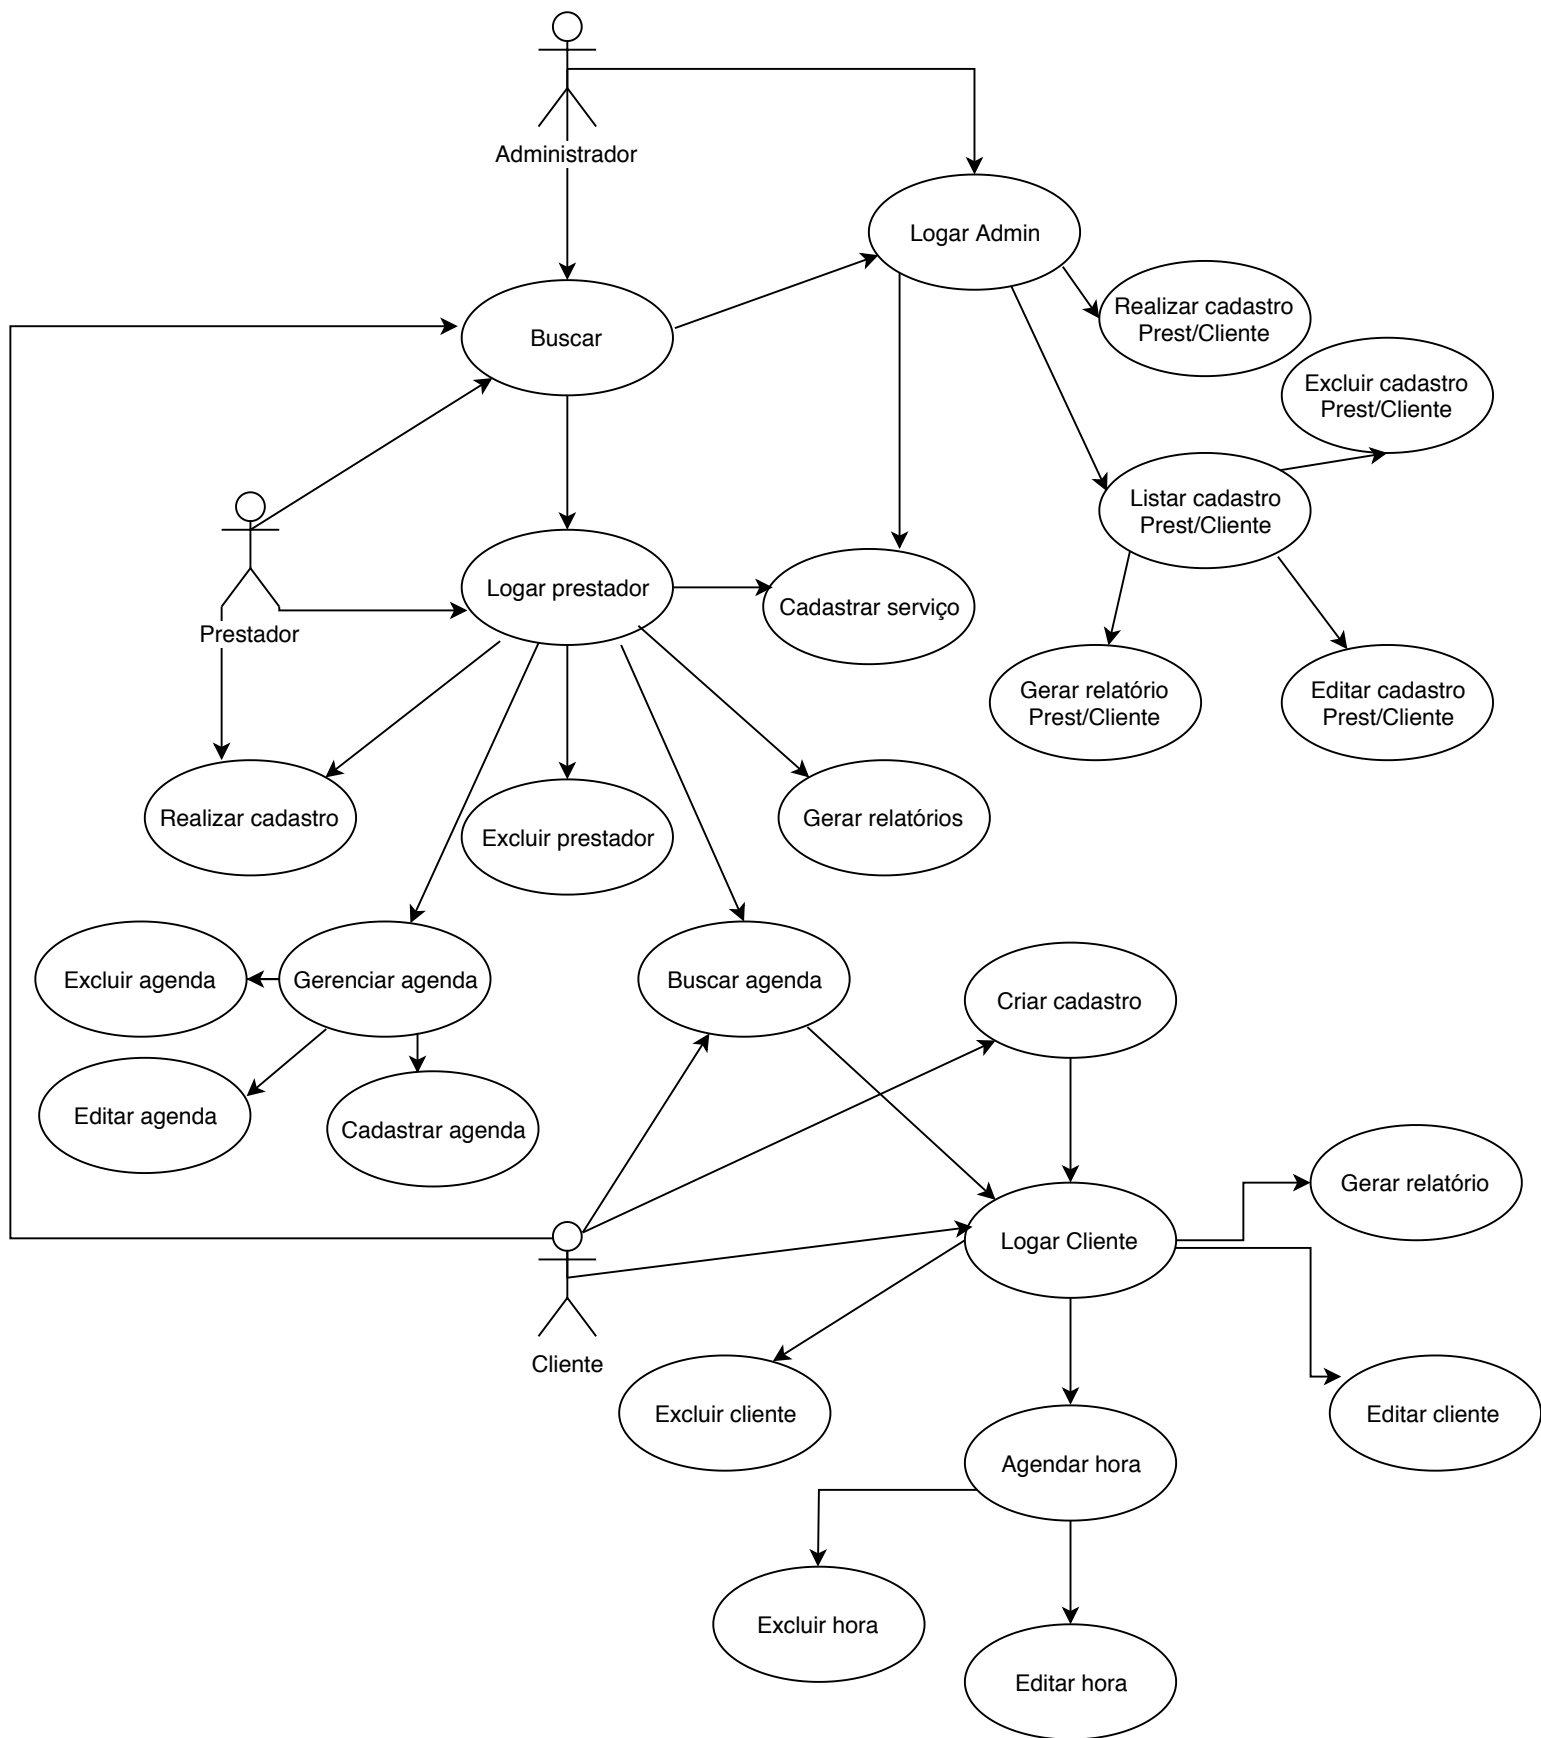 Administrador
Logar Admin
Realizar cadastro
Prest/Cliente
Buscar
Excluir cadastro
Prest/Cliente
Listar cadastro
Prest/Cliente
Logar prestador
Cadastrar serviço
Prestador
Gerar relatório
Prest/Cliente
Editar cadastro
Prest/Cliente
Realizar cadastro
Excluir prestador
Gerar relatórios
Excluir agenda
Gerenciar agenda
Buscar agenda
Criar cadastro
Editar agenda
Cadastrar agenda
Gerar relatório
Logar Cliente
Cliente
Excluir cliente
Editar cliente
Agendar hora
Excluir hora
Editar hora